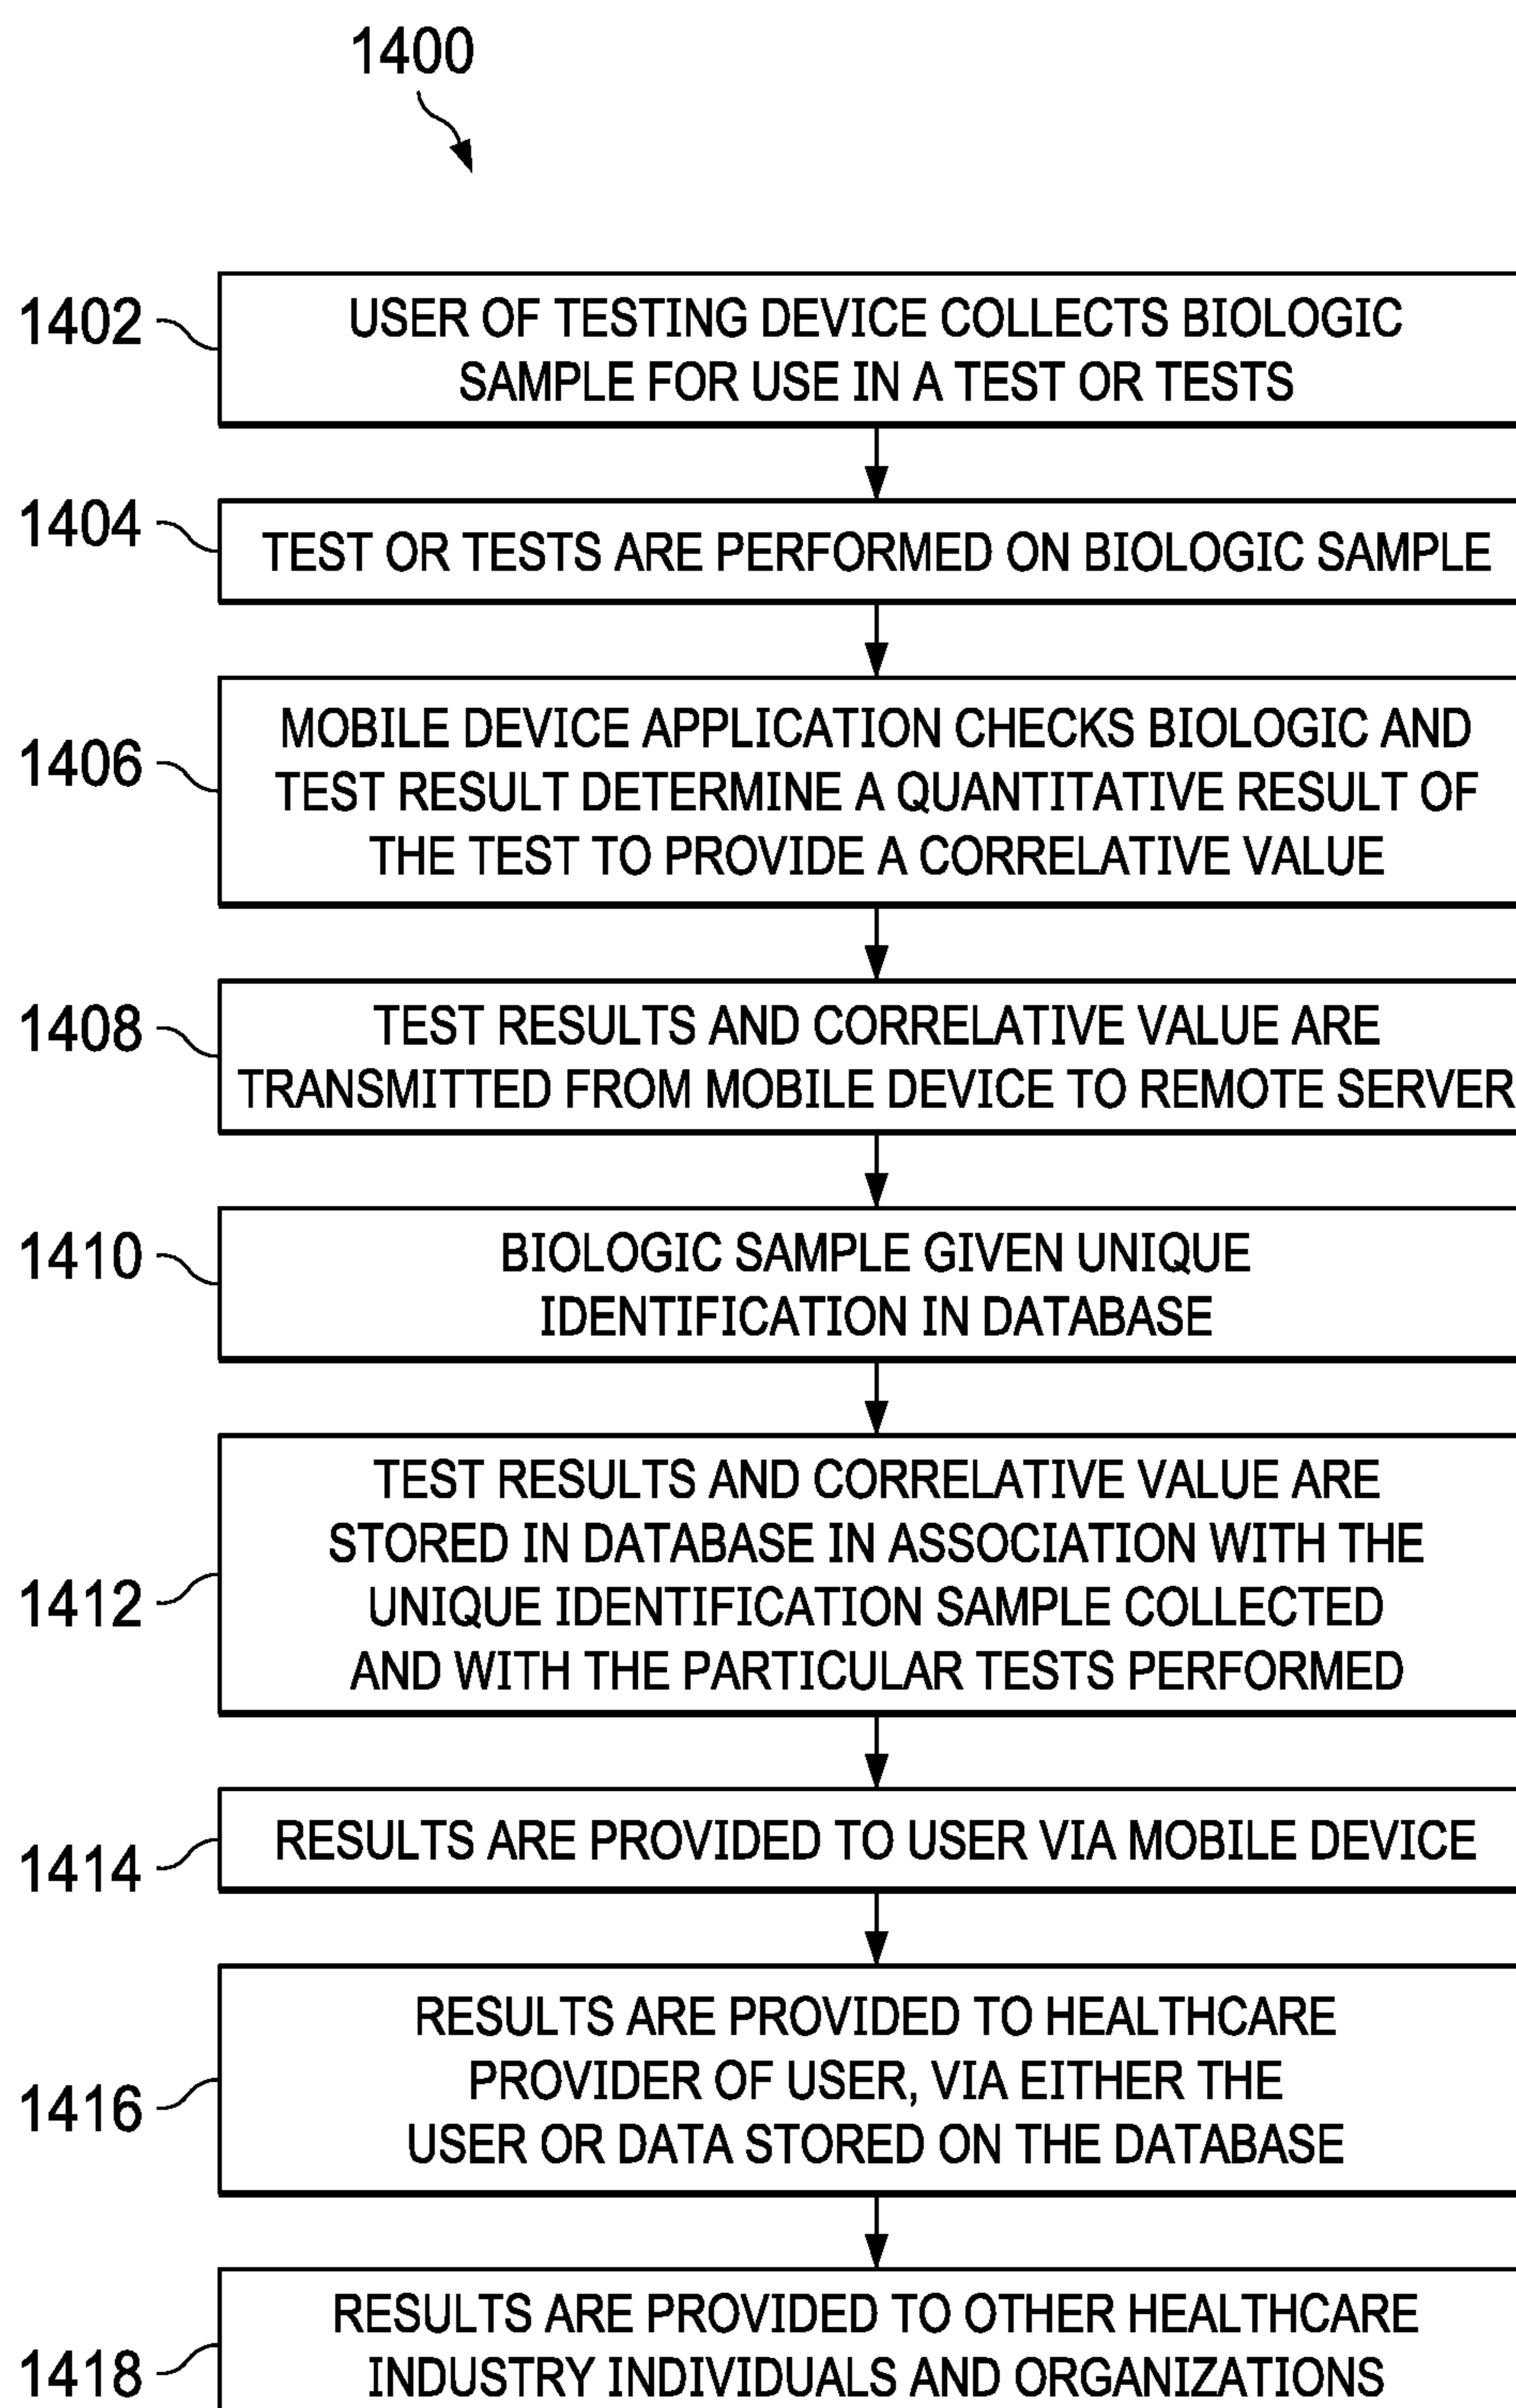 1400
1402
USER OF TESTING DEVICE COLLECTS BIOLOGIC
SAMPLE FOR USE IN A TEST OR TESTS
1404
TEST OR TESTS ARE PERFORMED ON BIOLOGIC SAMPLE
1406
MOBILE DEVICE APPLICATION CHECKS BIOLOGIC AND
TEST RESULT DETERMINE A QUANTITATIVE RESULT OF
THE TEST TO PROVIDE A CORRELATIVE VALUE
1408
TEST RESULTS AND CORRELATIVE VALUE ARE
TRANSMITTED FROM MOBILE DEVICE TO REMOTE SERVER
1410
BIOLOGIC SAMPLE GIVEN UNIQUE
IDENTIFICATION IN DATABASE
1412
TEST RESULTS AND CORRELATIVE VALUE ARE
STORED IN DATABASE IN ASSOCIATION WITH THE
UNIQUE IDENTIFICATION SAMPLE COLLECTED
AND WITH THE PARTICULAR TESTS PERFORMED
1414
RESULTS ARE PROVIDED TO USER VIA MOBILE DEVICE
1416
RESULTS ARE PROVIDED TO HEALTHCARE
PROVIDER OF USER, VIA EITHER THE
USER OR DATA STORED ON THE DATABASE
1418
RESULTS ARE PROVIDED TO OTHER HEALTHCARE
INDUSTRY INDIVIDUALS AND ORGANIZATIONS